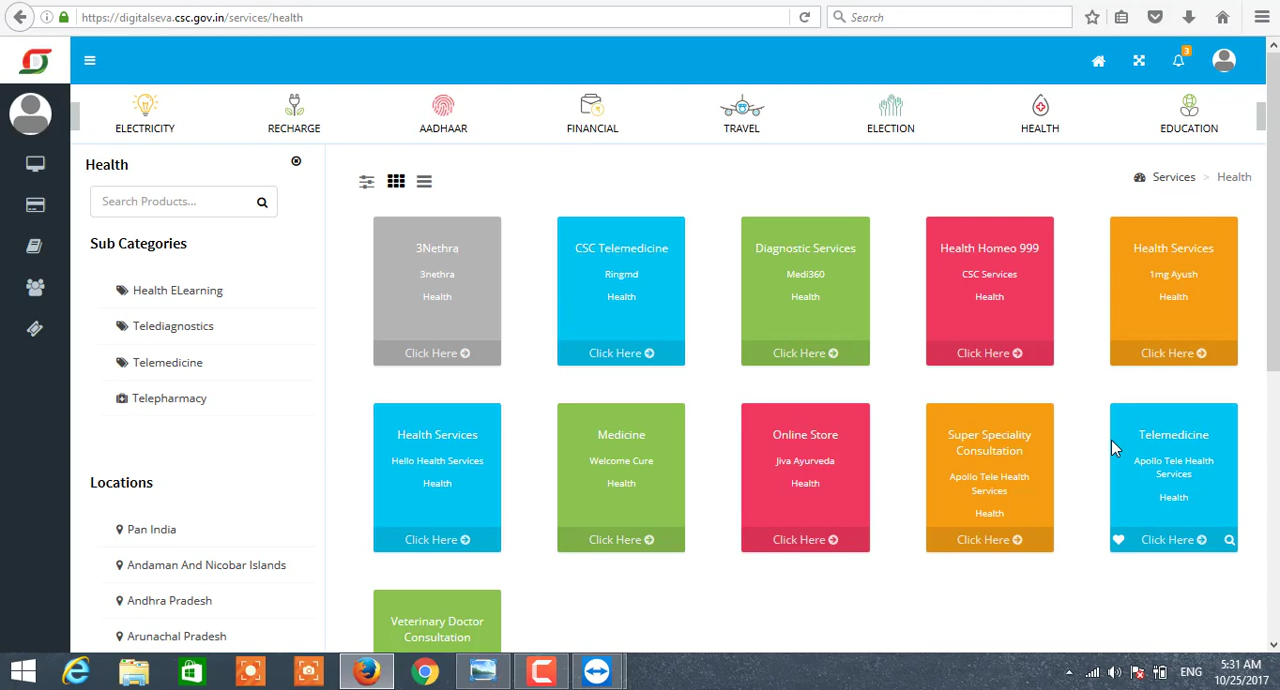 https://digitalseva.csc.gov.in/services/health
Search
3
ELECTRICITY
RECHARGE
AADHAAR
FINANCIAL
TRAVEL
ELECTION
HEALTH
EDUCATION
Health
Search Products...
Sub Categories
Health ELearning
Telediagnostics
Telemedicine
Telepharmacy
Locations
Pan India
Andaman And Nicobar Islands
Andhra Pradesh
Arunachal Pradesh
Services > Health
3Nethra
3nethra
Health
Click Here
CSC Telemedicine
Ringmd
Health
Click Here
Diagnostic Services
Medi360
Health
Click Here
Health Homeo 999
CSC Services
Health
Click Here
Health Services
1mg Ayush
Health
Click Here
Health Services
Hello Health Services
Health
Click Here
Medicine
Welcome Cure
Health
Click Here
Online Store
Jiva Ayurveda
Health
Click Here
Super Speciality
Consultation
Apollo Tele Health
Services
Health
Click Here
Telemedicine
Apollo Tele Health
Services
Health
Click Here
Veterinary Doctor
Consultation
ENG
5:31 AM
10/25/2017